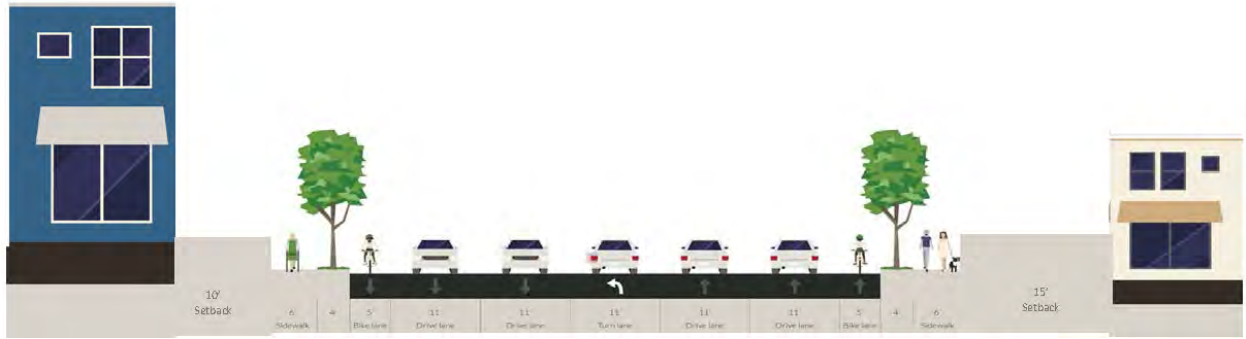 10'
Setback
6
Sidewalk
4
5
Bike lane
11
Drive lane
11
Drive lane
11
Turn lane
11
Drive lane
11
Drive lane
5
Bike lane
4
6
Sidewalk
15'
Setback